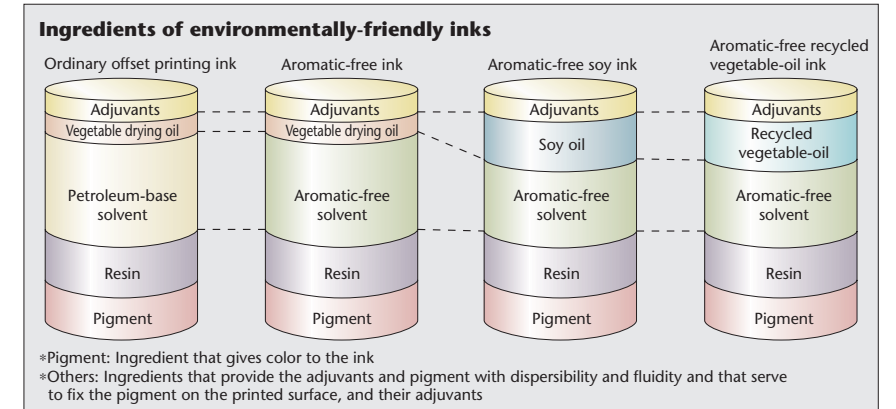 Ingredients of environmentally-friendly inks
Ordinary offset printing ink
Adjuvants
Vegetable drying oil
Petroleum-base
solvent
Resin
Pigment
Aromatic-free ink
Adjuvants
Vegetable drying oil
Aromatic-free
solvent
Resin
Pigment
Aromatic-free soy ink
Adjuvants
Soy oil
Aromatic-free
solvent
Resin
Pigment
Aromatic-free recycled
vegetable-oil ink
Adjuvants
Recycled
vegetable-oil
Aromatic-free
solvent
Resin
Pigment
*Pigment: Ingredient that gives color to the ink
*Others: Ingredients that provide the adjuvants and pigment with dispersibility and fluidity and that serve
to fix the pigment on the printed surface, and their adjuvants